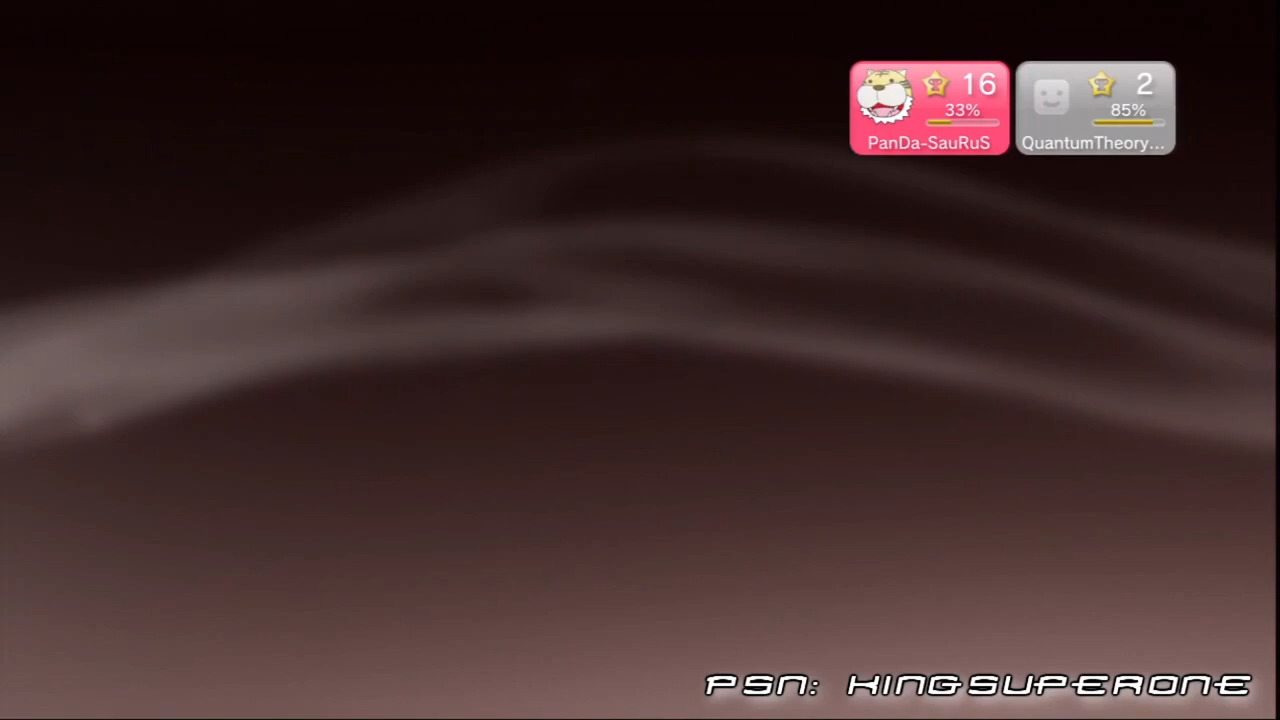 16
33%
PanDa-SauRuS
2
85%
QuantumTheory...
PSN: KINGSUPERONE